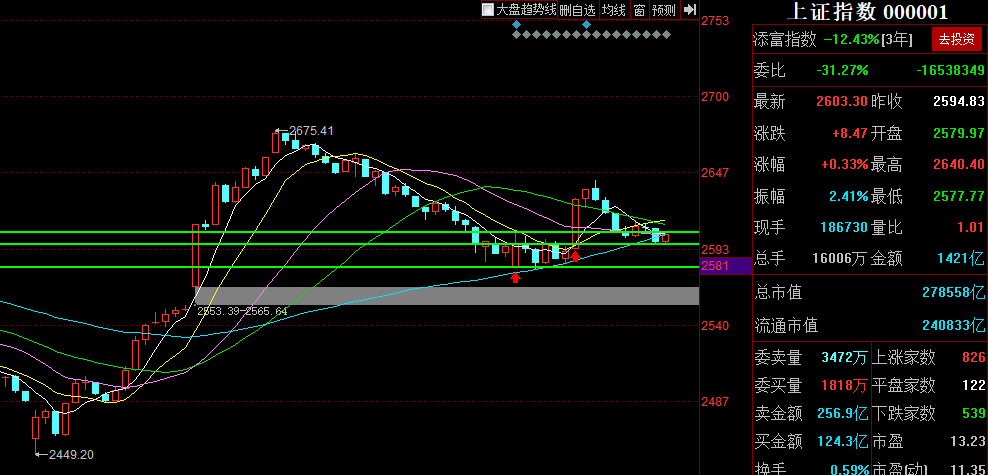 大盘趋势线 删自选 均线 窗 预测
2753
2700
2675.41
2647
2593
2581
2553.39-2565.64
2540
2487
2449.20
上证指数 000001
添富指数 -12.43%[3年] 去投资
委比 -31.27% -16538349
最新 2603.30 昨收 2594.83
涨跌 +8.47 开盘 2579.97
涨幅 +0.33% 最高 2640.40
振幅 2.41% 最低 2577.77
现手 186730 量比 1.01
总手 16006万 金额 1421亿
总市值 278558亿
流通市值 240833亿
委卖量 3472万 上涨家数 826
委买量 1818万 平盘家数 122
卖金额 256.9亿 下跌家数 539
买金额 124.3亿 市盈 13.23
换手 0.59% 市盈(动) 11.35